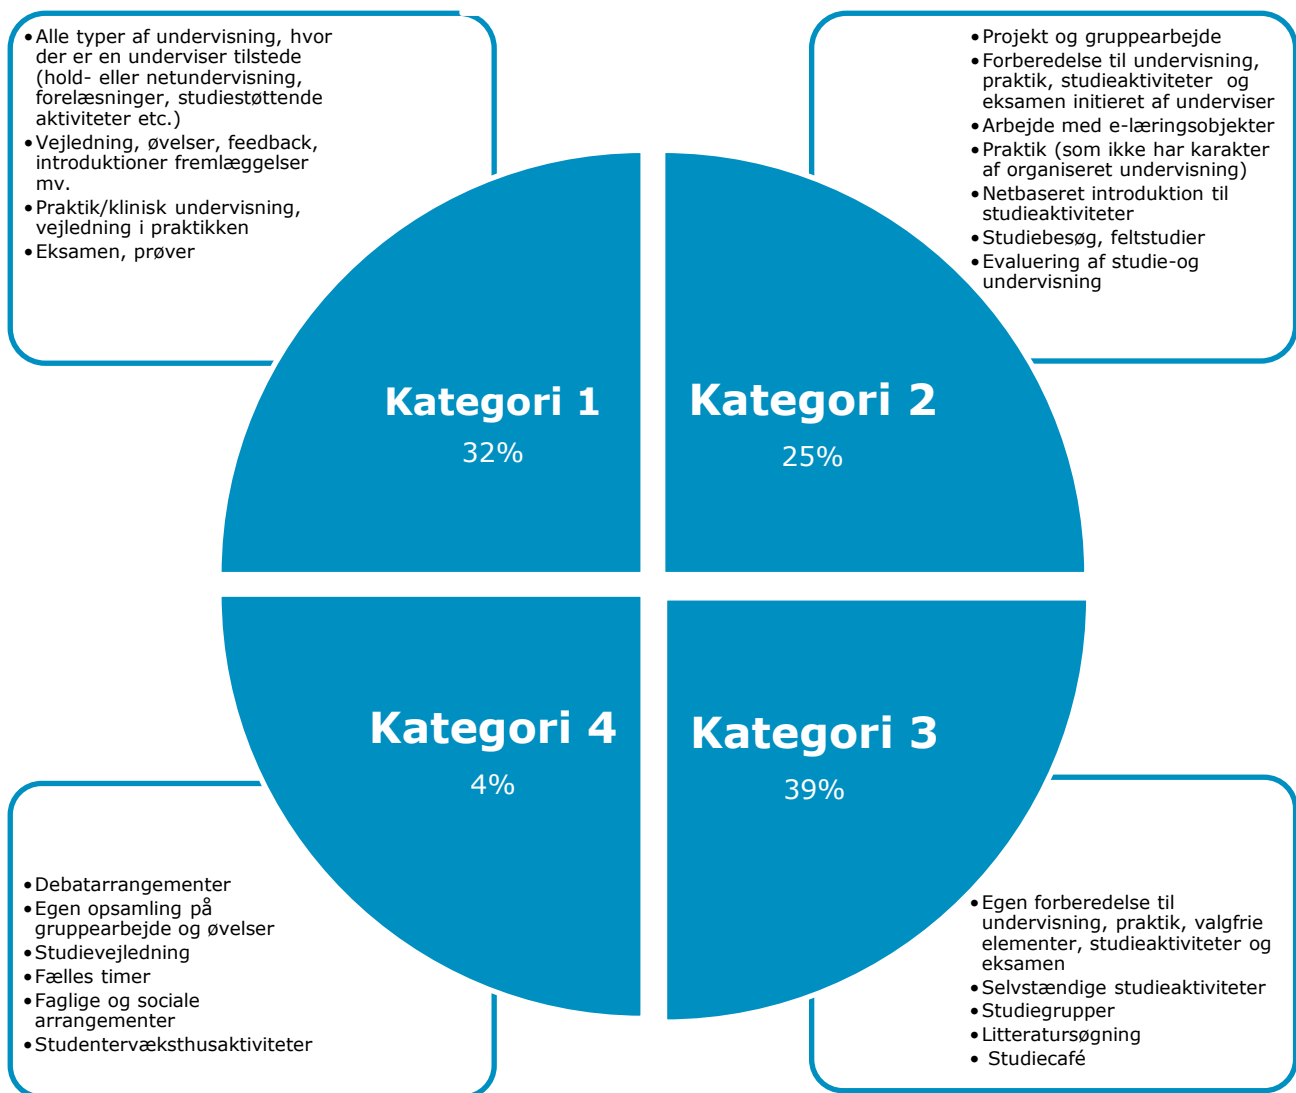 • Alle typer af undervisning, hvor
der er en underviser tilstede
(hold- eller netundervisning,
forelæsninger, studiestøttende
aktiviteter etc.)
• Vejledning, øvelser, feedback,
introduktioner fremlæggelser
mv.
• Praktik/klinisk undervisning,
vejledning i praktikken
• Eksamen, prøver
• Projekt og gruppearbejde
• Forberedelse til undervisning,
praktik, studieaktiviteter og
eksamen initieret af underviser
• Arbejde med e-læringsobjekter
• Praktik (som ikke har karakter
af organiseret undervisning)
• Netbaseret introduktion til
studieaktiviteter
• Studiebesøg, feltstudier
• Evaluering af studie-og
undervisning
Kategori 1
32%
Kategori 2
25%
Kategori 4
4%
Kategori 3
39%
• Debatarrangementer
• Egen opsamling på
gruppearbejde og øvelser
• Studievejledning
• Fælles timer
• Faglige og sociale
arrangementer
• Studentervæksthusaktiviteter
• Egen forberedelse til
undervisning, praktik, valgfrie
elementer, studieaktiviteter og
eksamen
• Selvstændige studieaktiviteter
• Studiegrupper
• Litteratursøgning
• Studiecafé